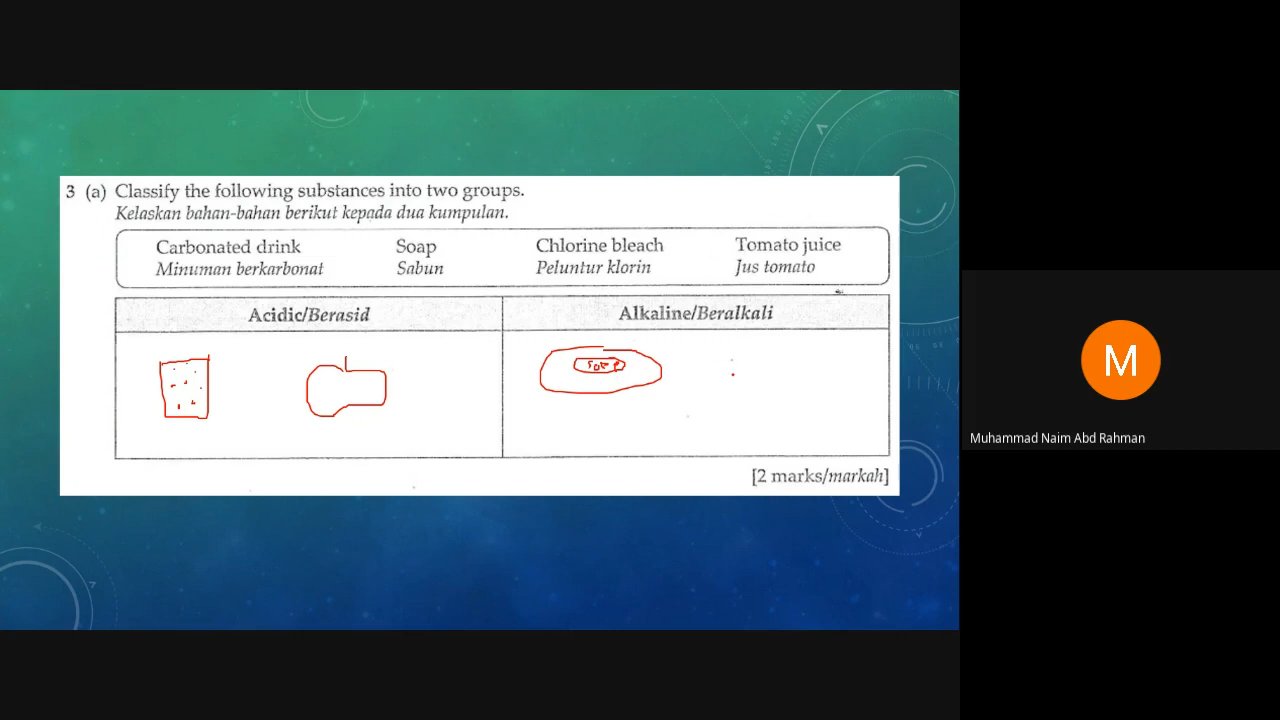 3 (a) Classify the following substances into two groups.
Kelaskan bahan-bahan berikut kepada dua kumpulan.
Carbonated drink Soap Chlorine bleach Tomato juice
Minuman berkarbonat Sabun Peluntur klorin Jus tomato
Acidic/Berasid Alkaline/Beralkali
soap
[2 marks/markah]
M
Muhammad Naim Abd Rahman